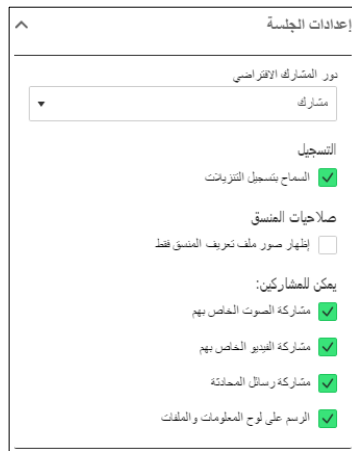 إعدادات الجلسة
دور المشارك الافتراضي
مشارك
التسجيل
السماح بتسجيل التنزيلات
صلاحيات المنسق
إظهار صور ملف تعريف المنسق فقط
يمكن للمشاركين:
مشاركة الصوت الخاص بهم
مشاركة الفيديو الخاص بهم
مشاركة رسائل المحادثة
الرسم على لوح المعلومات والملفات